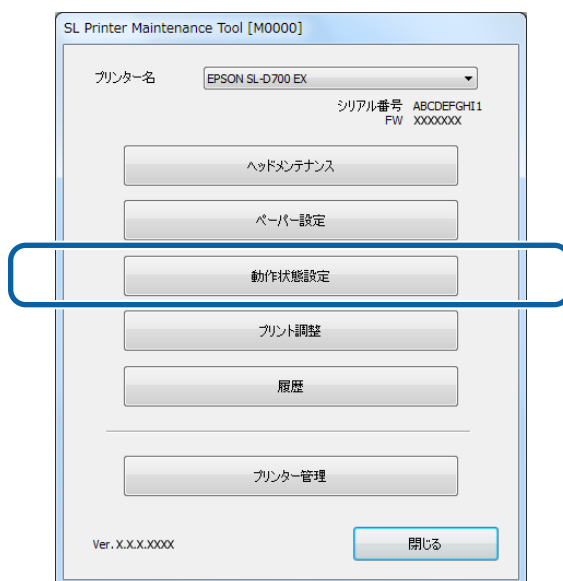 SL Printer Maintenance Tool [M0000]
プリンター名 EPSON SL-D700 EX
シリアル番号 ABCDEFGHI1
FW XXXXXXX
ヘッドメンテナンス
ペーパー設定
動作状態設定
プリント調整
履歴
プリンター管理
Ver. X.X.X.XXXX
閉じる